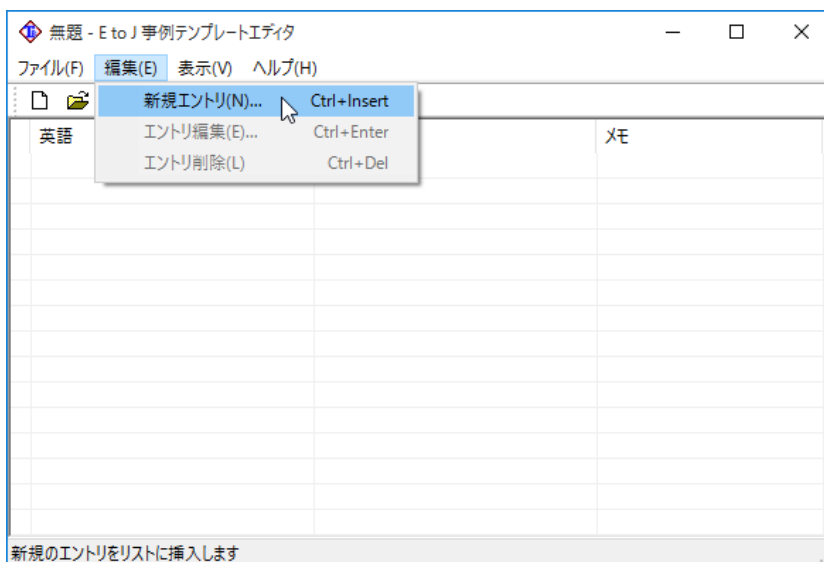 無題 - E to J 事例テンプレートエディタ
ファイル(F) 編集(E) 表示(V) ヘルプ(H)
新規エントリ(N)... Ctrl+Insert
エントリ編集(E)... Ctrl+Enter
エントリ削除(L) Ctrl+Del
英語 メモ
新規のエントリをリストに挿入します